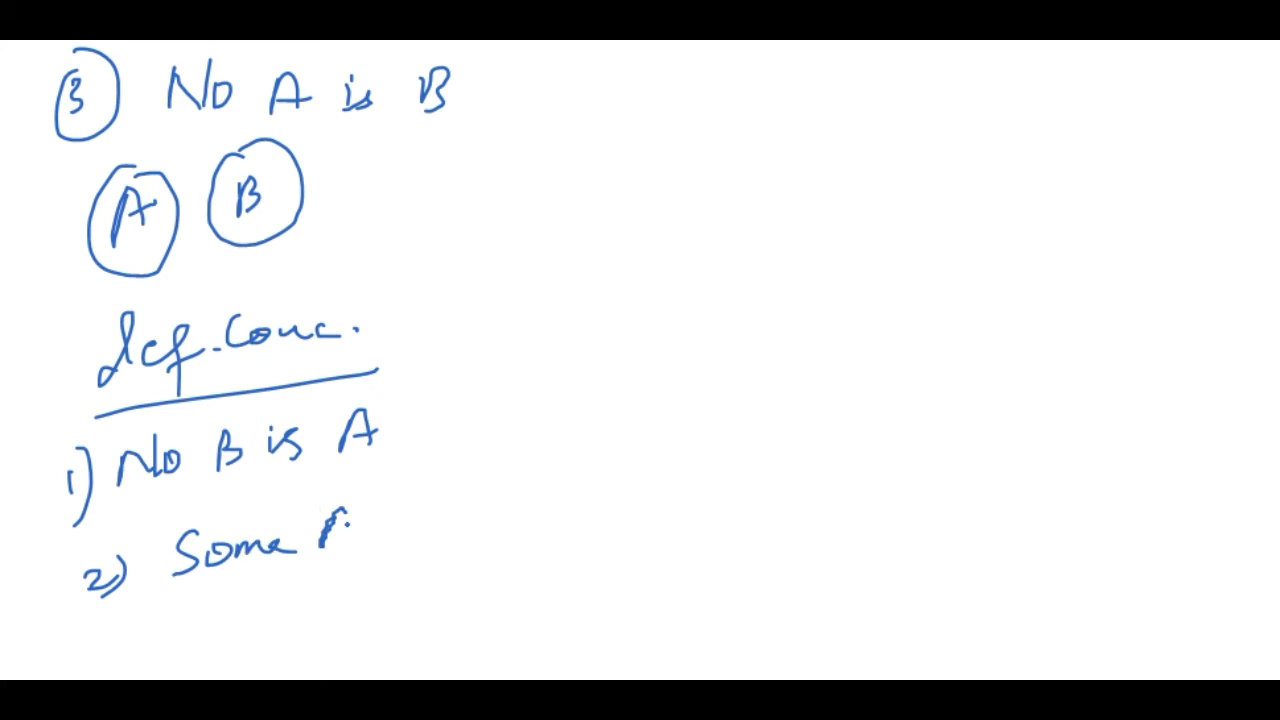 3 No A is B
A B
def. conc.
1) No B is A
2) Some